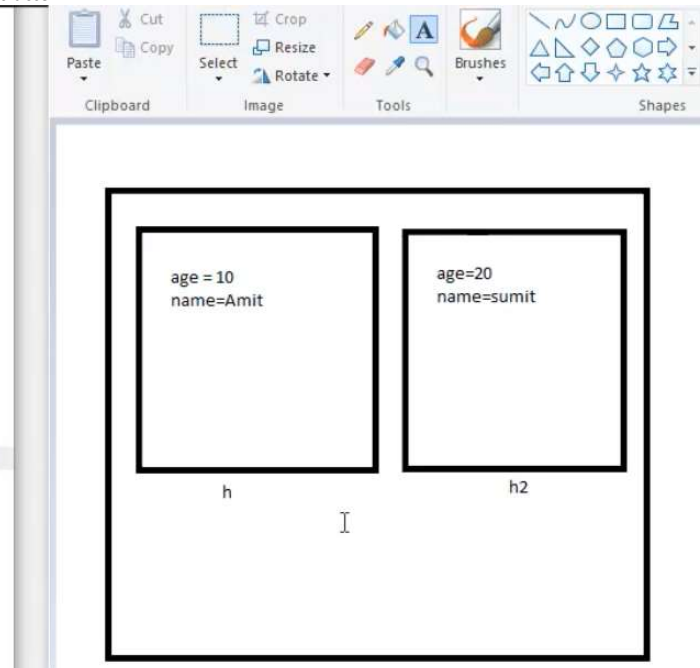 Cut
Copy
Paste
Clipboard
Select
Crop
Resize
Rotate
Image
A
Tools
Brushes
Shapes
age = 10
name=Amit
h
age=20
name=sumit
h2